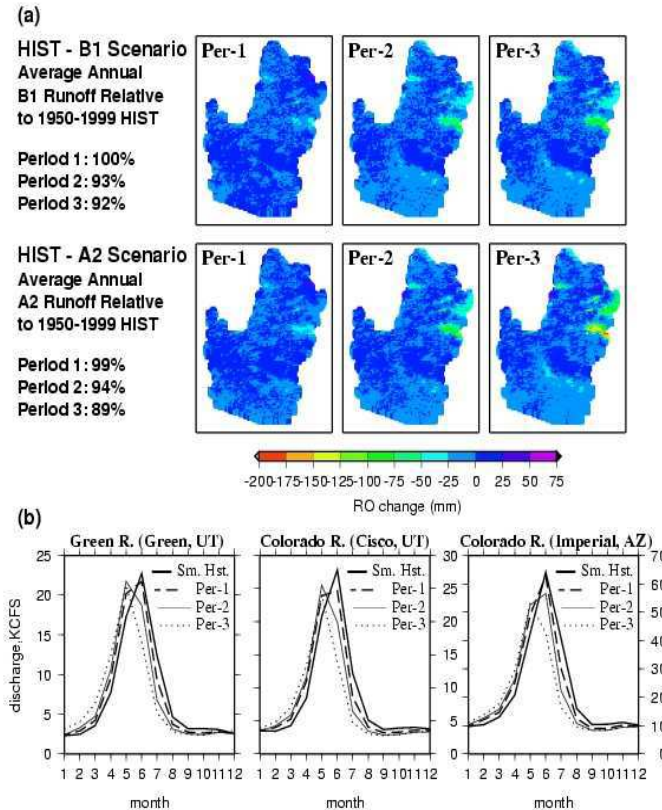 (a)
HIST - B1 Scenario
Average Annual
B1 Runoff Relative
to 1950-1999 HIST
Period 1: 100%
Period 2: 93%
Period 3: 92%
Per-1
Per-2
Per-3
HIST - A2 Scenario
Average Annual
A2 Runoff Relative
to 1950-1999 HIST
Period 1: 99%
Period 2: 94%
Period 3: 89%
Per-1
Per-2
Per-3
-200 -175 -150 -125 -100 -75 -50 -25 0 25 50 75
RO change (mm)
(b)
Green R. (Green, UT)
25
20
15
10
5
0
discharge,KCFS
Sm. Hst.
Per-1
Per-2
Per-3
1 2 3 4 5 6 7 8 9 10 11 12
month
Colorado R. (Cisco, UT)
Sm. Hst.
Per-1
Per-2
Per-3
1 2 3 4 5 6 7 8 9 10 11 12
month
30
25
20
15
10
5
0
Colorado R. (Imperial, AZ)
Sm. Hst.
Per-1
Per-2
Per-3
1 2 3 4 5 6 7 8 9 10 11 12
month
70
60
50
40
30
20
10
0